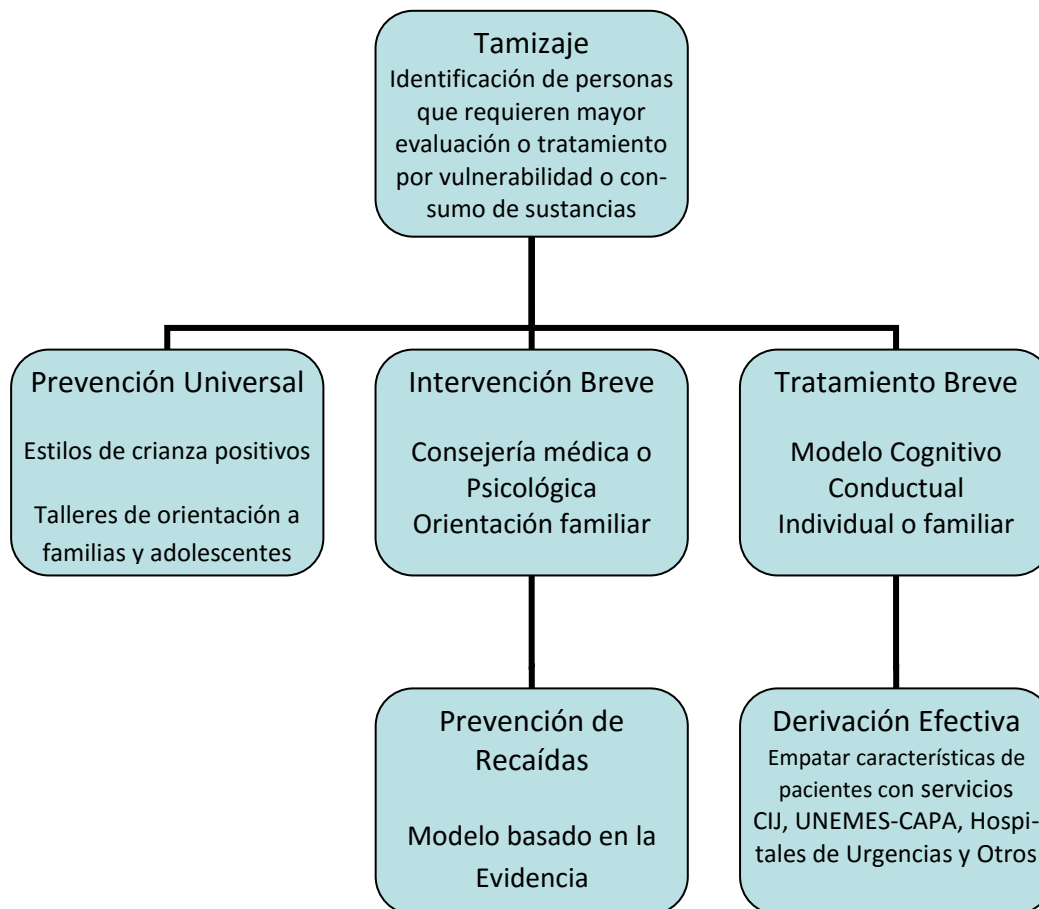 Tamizaje
Identificación de personas
que requieren mayor
evaluación o tratamiento
por vulnerabilidad o con-
sumo de sustancias
Prevención Universal
Estilos de crianza positivos
Talleres de orientación a
familias y adolescentes
Intervención Breve
Consejería médica o
Psicológica
Orientación familiar
Tratamiento Breve
Modelo Cognitivo
Conductual
Individual o familiar
Prevención de
Recaídas
Modelo basado en la
Evidencia
Derivación Efectiva
Empatar características de
pacientes con servicios
CIJ, UNEMES-CAPA, Hospi-
tales de Urgencias y Otros